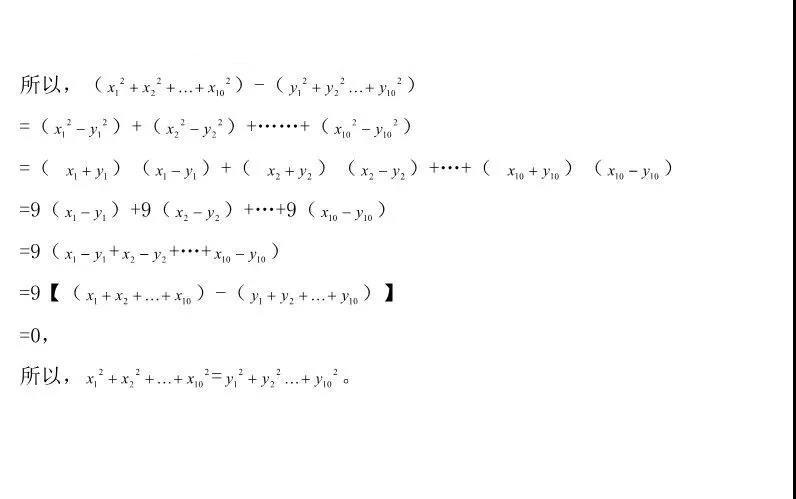 所以，（x₁²+x₂²+…+x₁₀²）-（y₁²+y₂²…+y₁₀²）
=（x₁²-y₁²）+（x₂²-y₂²）+……+（x₁₀²-y₁₀²）
=（ x₁+y₁）（x₁-y₁）+（ x₂+y₂）（x₂-y₂）+…+（ x₁₀+y₁₀）（x₁₀-y₁₀）
=9（x₁-y₁）+9（x₂-y₂）+…+9（x₁₀-y₁₀）
=9（x₁-y₁+x₂-y₂+…+x₁₀-y₁₀）
=9【（x₁+x₂+…+x₁₀）-（y₁+y₂+…+y₁₀）】
=0，
所以，x₁²+x₂²+…+x₁₀²=y₁²+y₂²…+y₁₀²。